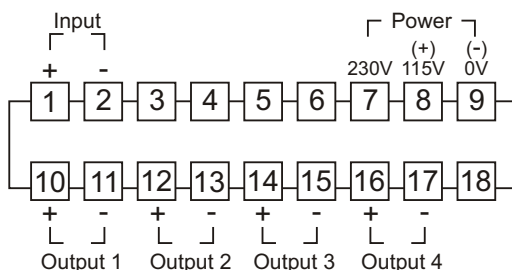 Input Power
(+) (-)
+ - 230V 115V 0V
1 2 3 4 5 6 7 8 9
10 11 12 13 14 15 16 17 18
+ - + - + - + -
Output 1 Output 2 Output 3 Output 4